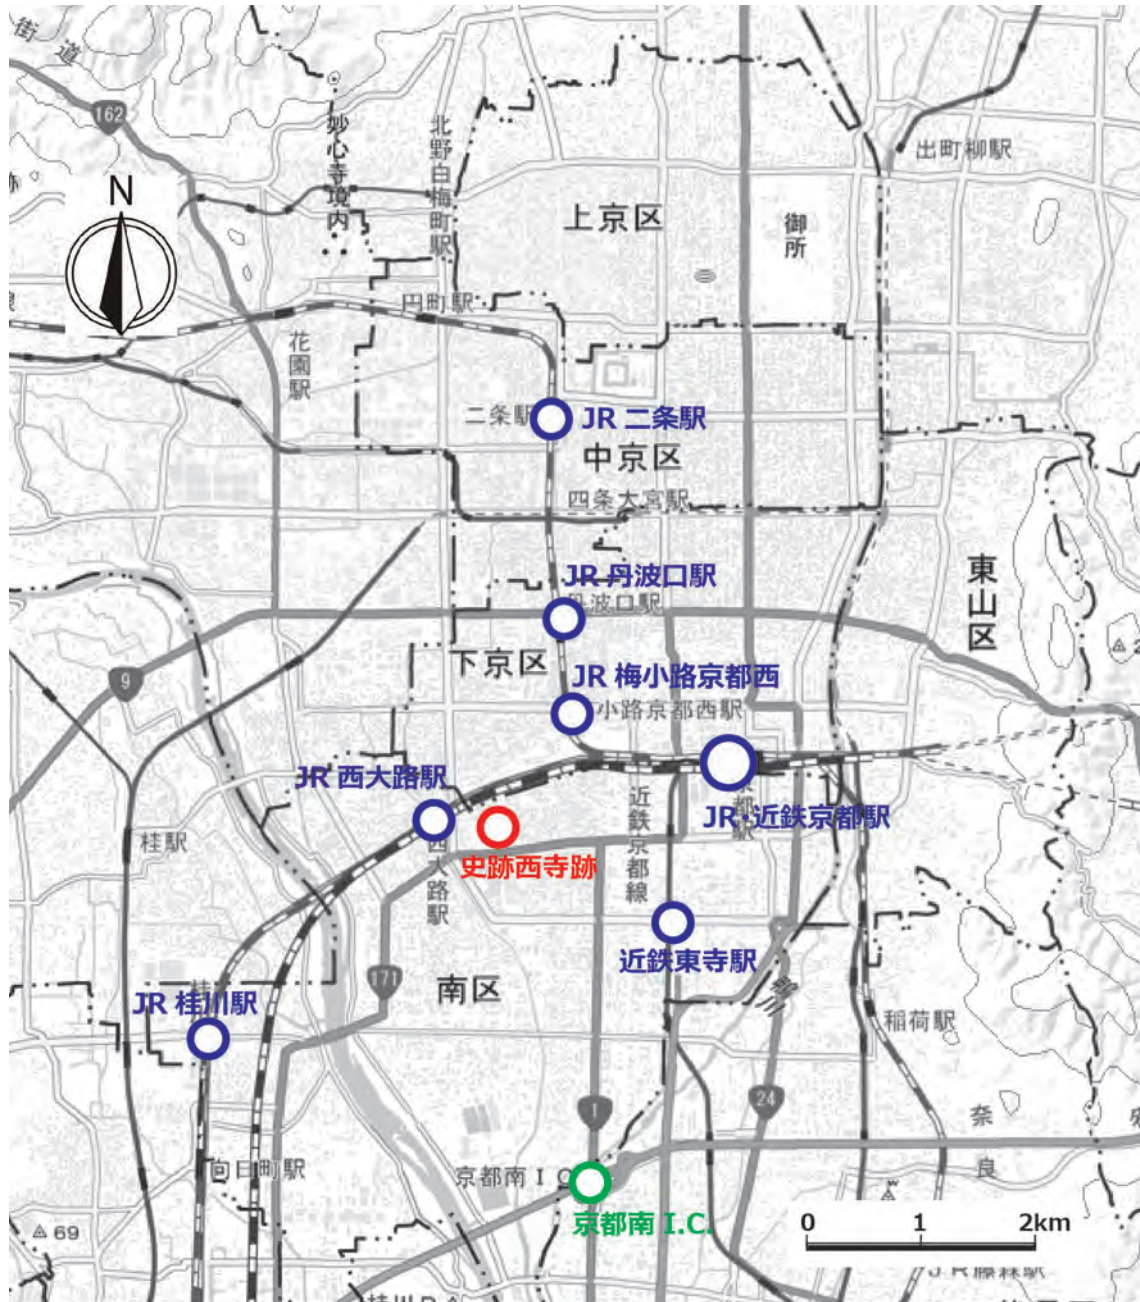 街道
162
妙心寺境内
北野白梅町駅
出町柳駅
N
上京区
御所
円町駅
花園駅
二条駅
JR 二条駅
中京区
四条大宮駅
JR 丹波口駅
丹波口駅
東山区
下京区
9
JR 梅小路京都西
小路京都西駅
JR 西大路駅
JR・近鉄京都駅
近鉄京都線
桂駅
史跡西寺跡
西大路駅
近鉄東寺駅
171
南区
JR 桂川駅
稲荷駅
24
1
奈
良
向日町駅
京都南IC
京都南 I.C.
69
0 1 2km
JR藤森駅